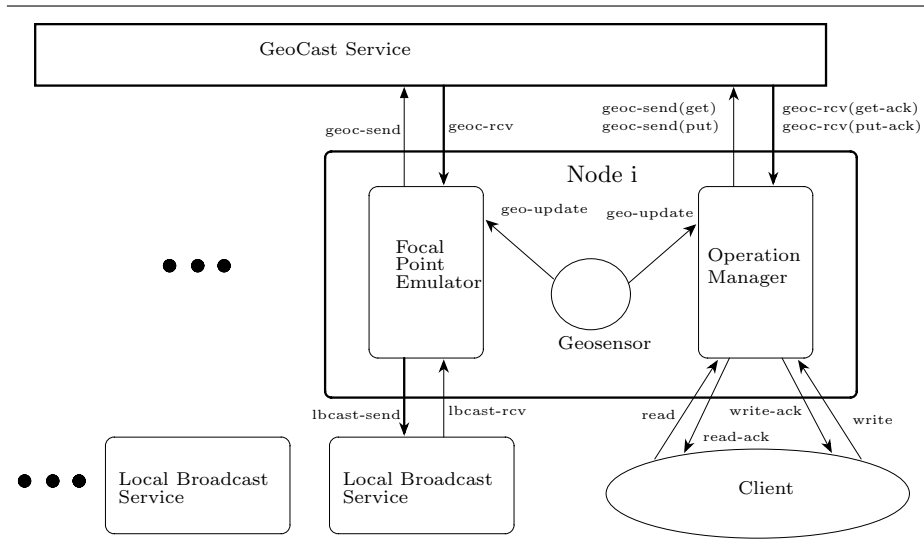 GeoCast Service
geoc-send
geoc-rcv
geoc-send(get)
geoc-send(put)
geoc-rcv(get-ack)
geoc-rcv(put-ack)
Node i
geo-update
geo-update
Focal
Point
Emulator
Operation
Manager
Geosensor
lbcast-send
lbcast-rcv
read
write-ack
write
read-ack
Local Broadcast
Service
Local Broadcast
Service
Client